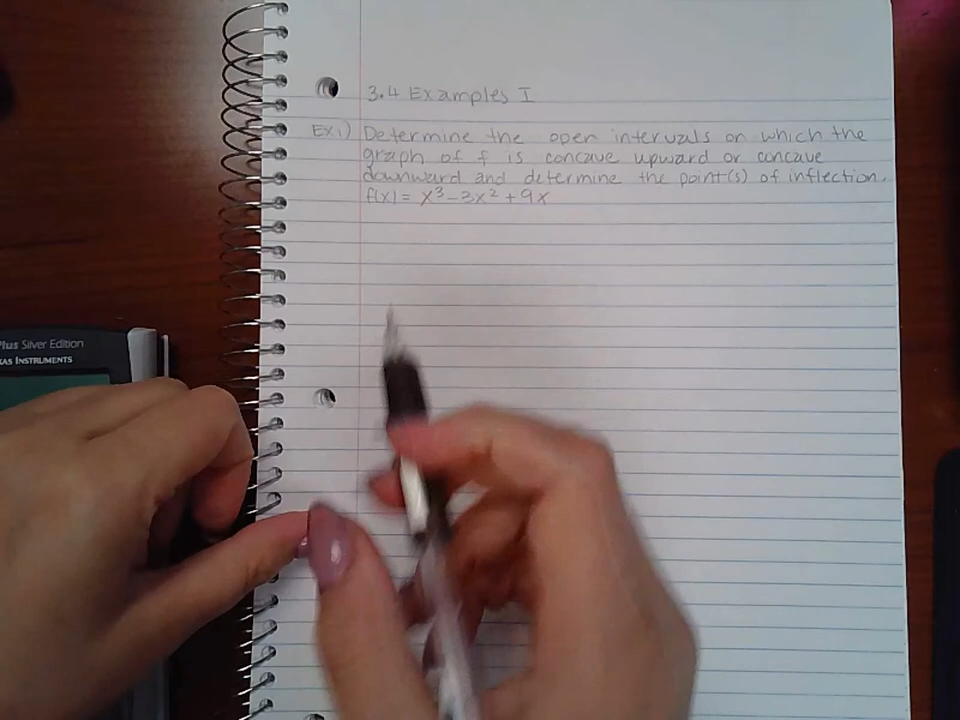 3.4 Examples I
Ex1) Determine the open intervals on which the
graph of f is concave upward or concave
downward and determine the point(s) of inflection.
f(x) = x³ - 3x² + 9x
Plus Silver Edition
TEXAS INSTRUMENTS